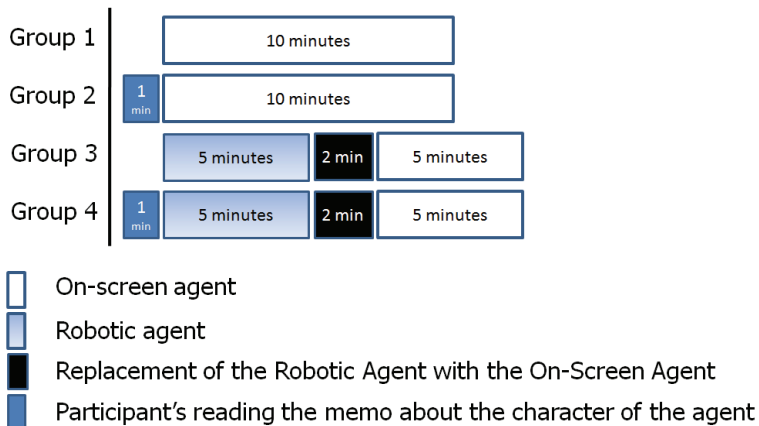 Group 1
10 minutes
Group 2
1
min
10 minutes
Group 3
5 minutes
2 min
5 minutes
Group 4
1
min
5 minutes
2 min
5 minutes
On-screen agent
Robotic agent
Replacement of the Robotic Agent with the On-Screen Agent
Participant's reading the memo about the character of the agent